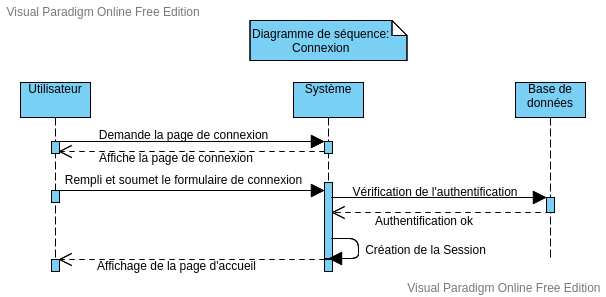 Visual Paradigm Online Free Edition
Diagramme de séquence:
Connexion
Utilisateur
Système
Base de
données
Demande la page de connexion
Affiche la page de connexion
Rempli et soumet le formulaire de connexion
Vérification de l'authentification
Authentification ok
Création de la Session
Affichage de la page d'accueil
Visual Paradigm Online Free Edition